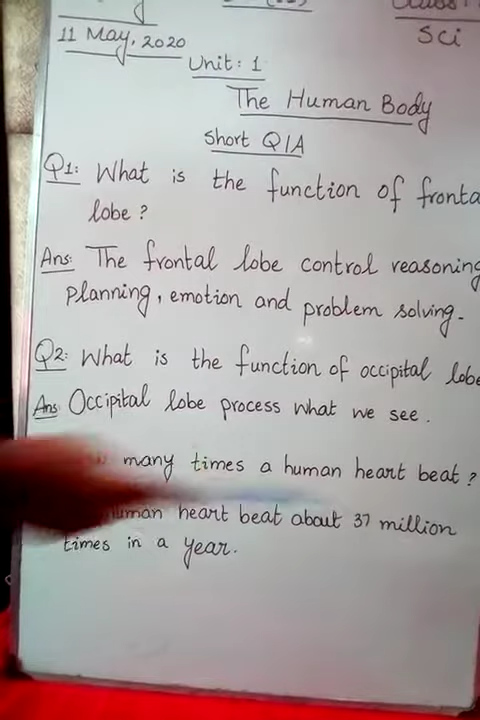 11 May, 2020
Sci
Unit: 1
The Human Body
Short Q/A
Q1: What is the function of fronta
lobe?
Ans: The frontal lobe control reasoning
planning, emotion and problem solving.
Q2: What is the function of occipital lobe
Ans Occipital lobe process what we see.
many times a human heart beat?
human heart beat about 37 million
times in a year.